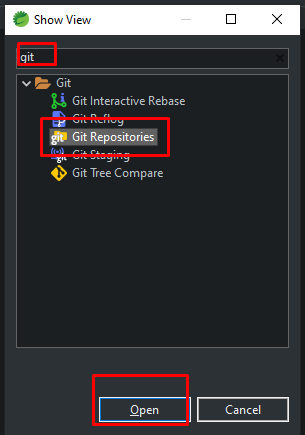 Show View
git
Git
Git Interactive Rebase
Git Reflog
Git Repositories
Git Staging
Git Tree Compare
Open
Cancel